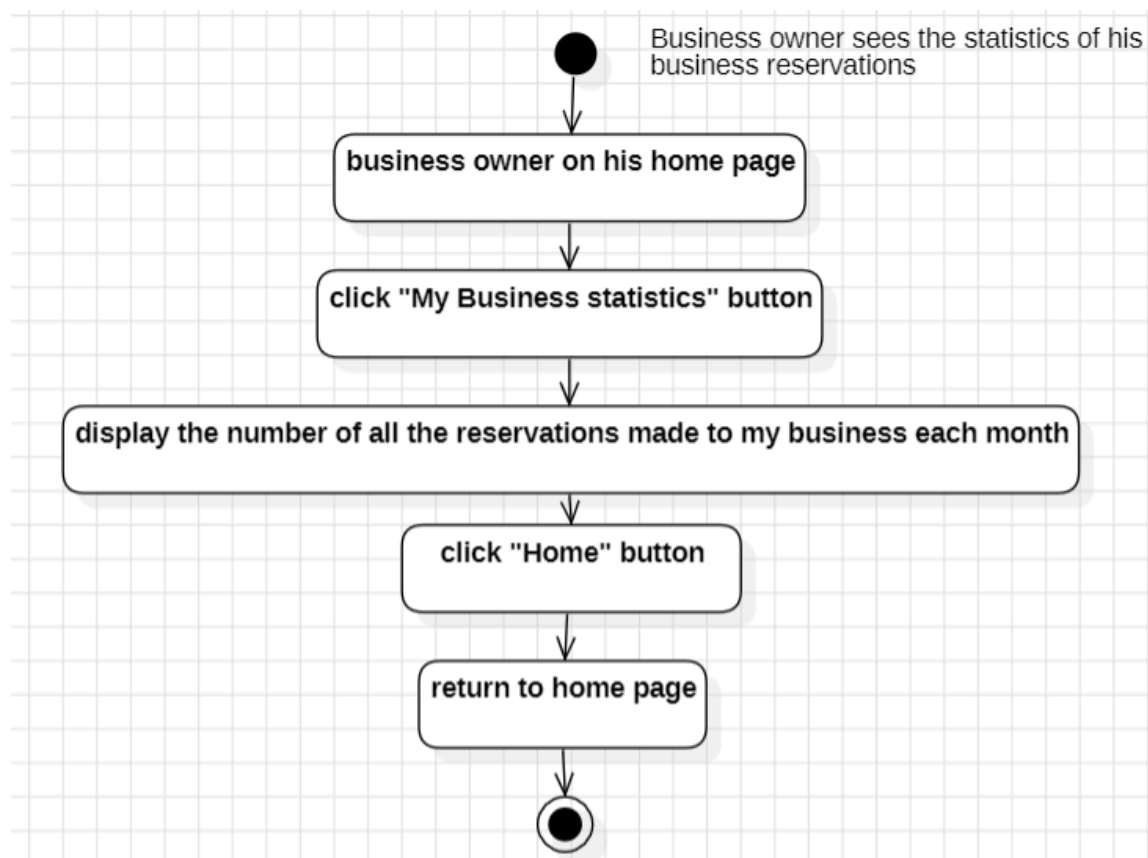 Business owner sees the statistics of his
business reservations
business owner on his home page
click "My Business statistics" button
display the number of all the reservations made to my business each month
click "Home" button
return to home page